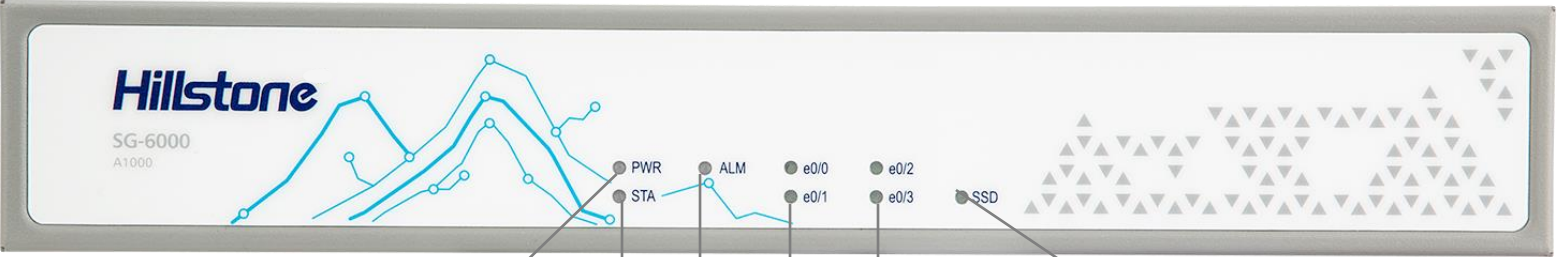 Hillstone
SG-6000
A1000
PWR
ALM
e0/0
e0/2
STA
e0/1
e0/3
SSD